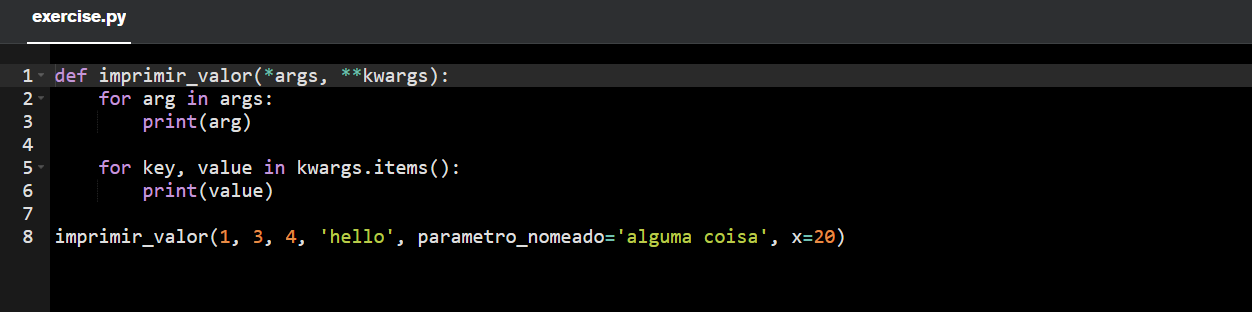 exercise.py
1 def imprimir_valor(*args, **kwargs):
2     for arg in args:
3         print(arg)
4
5     for key, value in kwargs.items():
6         print(value)
7
8 imprimir_valor(1, 3, 4, 'hello', parametro_nomeado='alguma coisa', x=20)